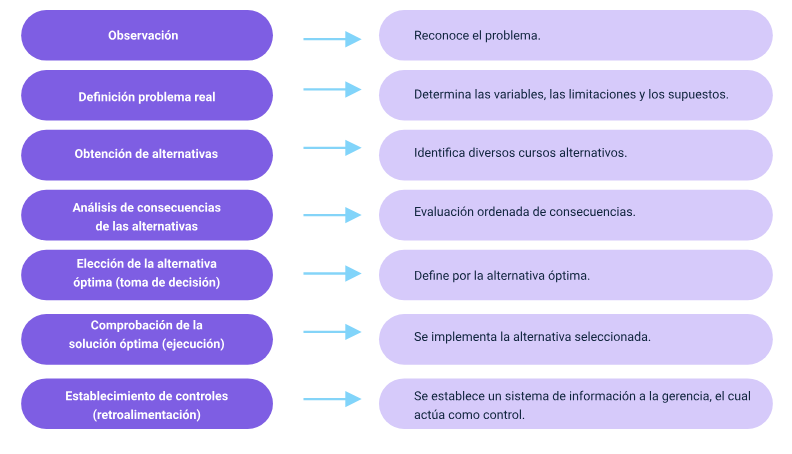 Observación
Reconoce el problema.
Definición problema real
Determina las variables, las limitaciones y los supuestos.
Obtención de alternativas
Identifica diversos cursos alternativos.
Análisis de consecuencias
de las alternativas
Evaluación ordenada de consecuencias.
Elección de la alternativa
óptima (toma de decisión)
Define por la alternativa óptima.
Comprobación de la
solución óptima (ejecución)
Se implementa la alternativa seleccionada.
Establecimiento de controles
(retroalimentación)
Se establece un sistema de información a la gerencia, el cual
actúa como control.